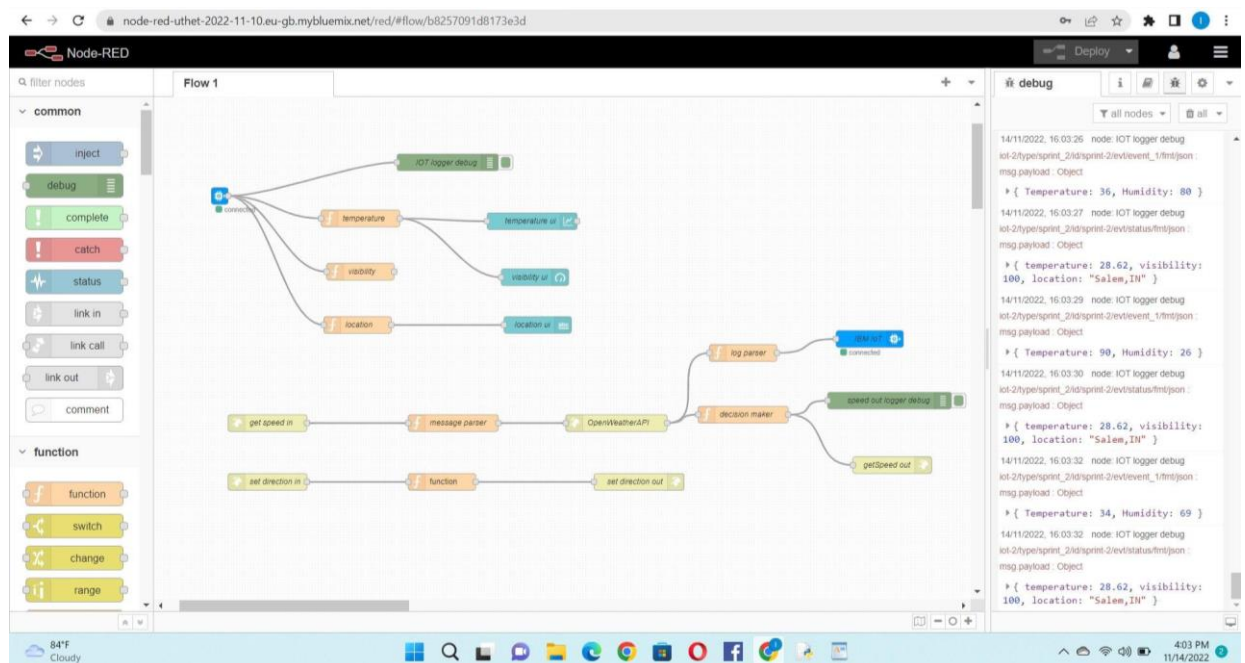 node-red-uthet-2022-11-10.eu-gb.mybluemix.net/red/#flow/b8257091d8173e3d
Node-RED
Deploy
filter nodes
Flow 1
debug
all nodes
all
common
inject
debug
complete
catch
status
link in
link call
link out
comment
function
function
switch
change
range
IOT logger debug
connected
temperature
temperature ui
visibility
visibility ui
location
location ui
abc
log parser
IBM IoT
connected
get speed in
message parser
OpenWeatherAPI
decision maker
speed out logger debug
getSpeed out
set direction in
function
set direction out
14/11/2022, 16:03:26 node: IOT logger debug
iot-2/type/sprint_2/id/sprint-2/evt/event_1/fmt/json :
msg.payload : Object
{ Temperature: 36, Humidity: 80 }
14/11/2022, 16:03:27 node: IOT logger debug
iot-2/type/sprint_2/id/sprint-2/evt/status/fmt/json :
msg.payload : Object
{ temperature: 28.62, visibility:
100, location: "Salem,IN" }
14/11/2022, 16:03:29 node: IOT logger debug
iot-2/type/sprint_2/id/sprint-2/evt/event_1/fmt/json :
msg.payload : Object
{ Temperature: 90, Humidity: 26 }
14/11/2022, 16:03:30 node: IOT logger debug
iot-2/type/sprint_2/id/sprint-2/evt/status/fmt/json :
msg.payload : Object
{ temperature: 28.62, visibility:
100, location: "Salem,IN" }
14/11/2022, 16:03:32 node: IOT logger debug
iot-2/type/sprint_2/id/sprint-2/evt/event_1/fmt/json :
msg.payload : Object
{ Temperature: 34, Humidity: 69 }
14/11/2022, 16:03:32 node: IOT logger debug
iot-2/type/sprint_2/id/sprint-2/evt/status/fmt/json :
msg.payload : Object
{ temperature: 28.62, visibility:
100, location: "Salem,IN" }
84°F
Cloudy
4:03 PM
11/14/2022
2